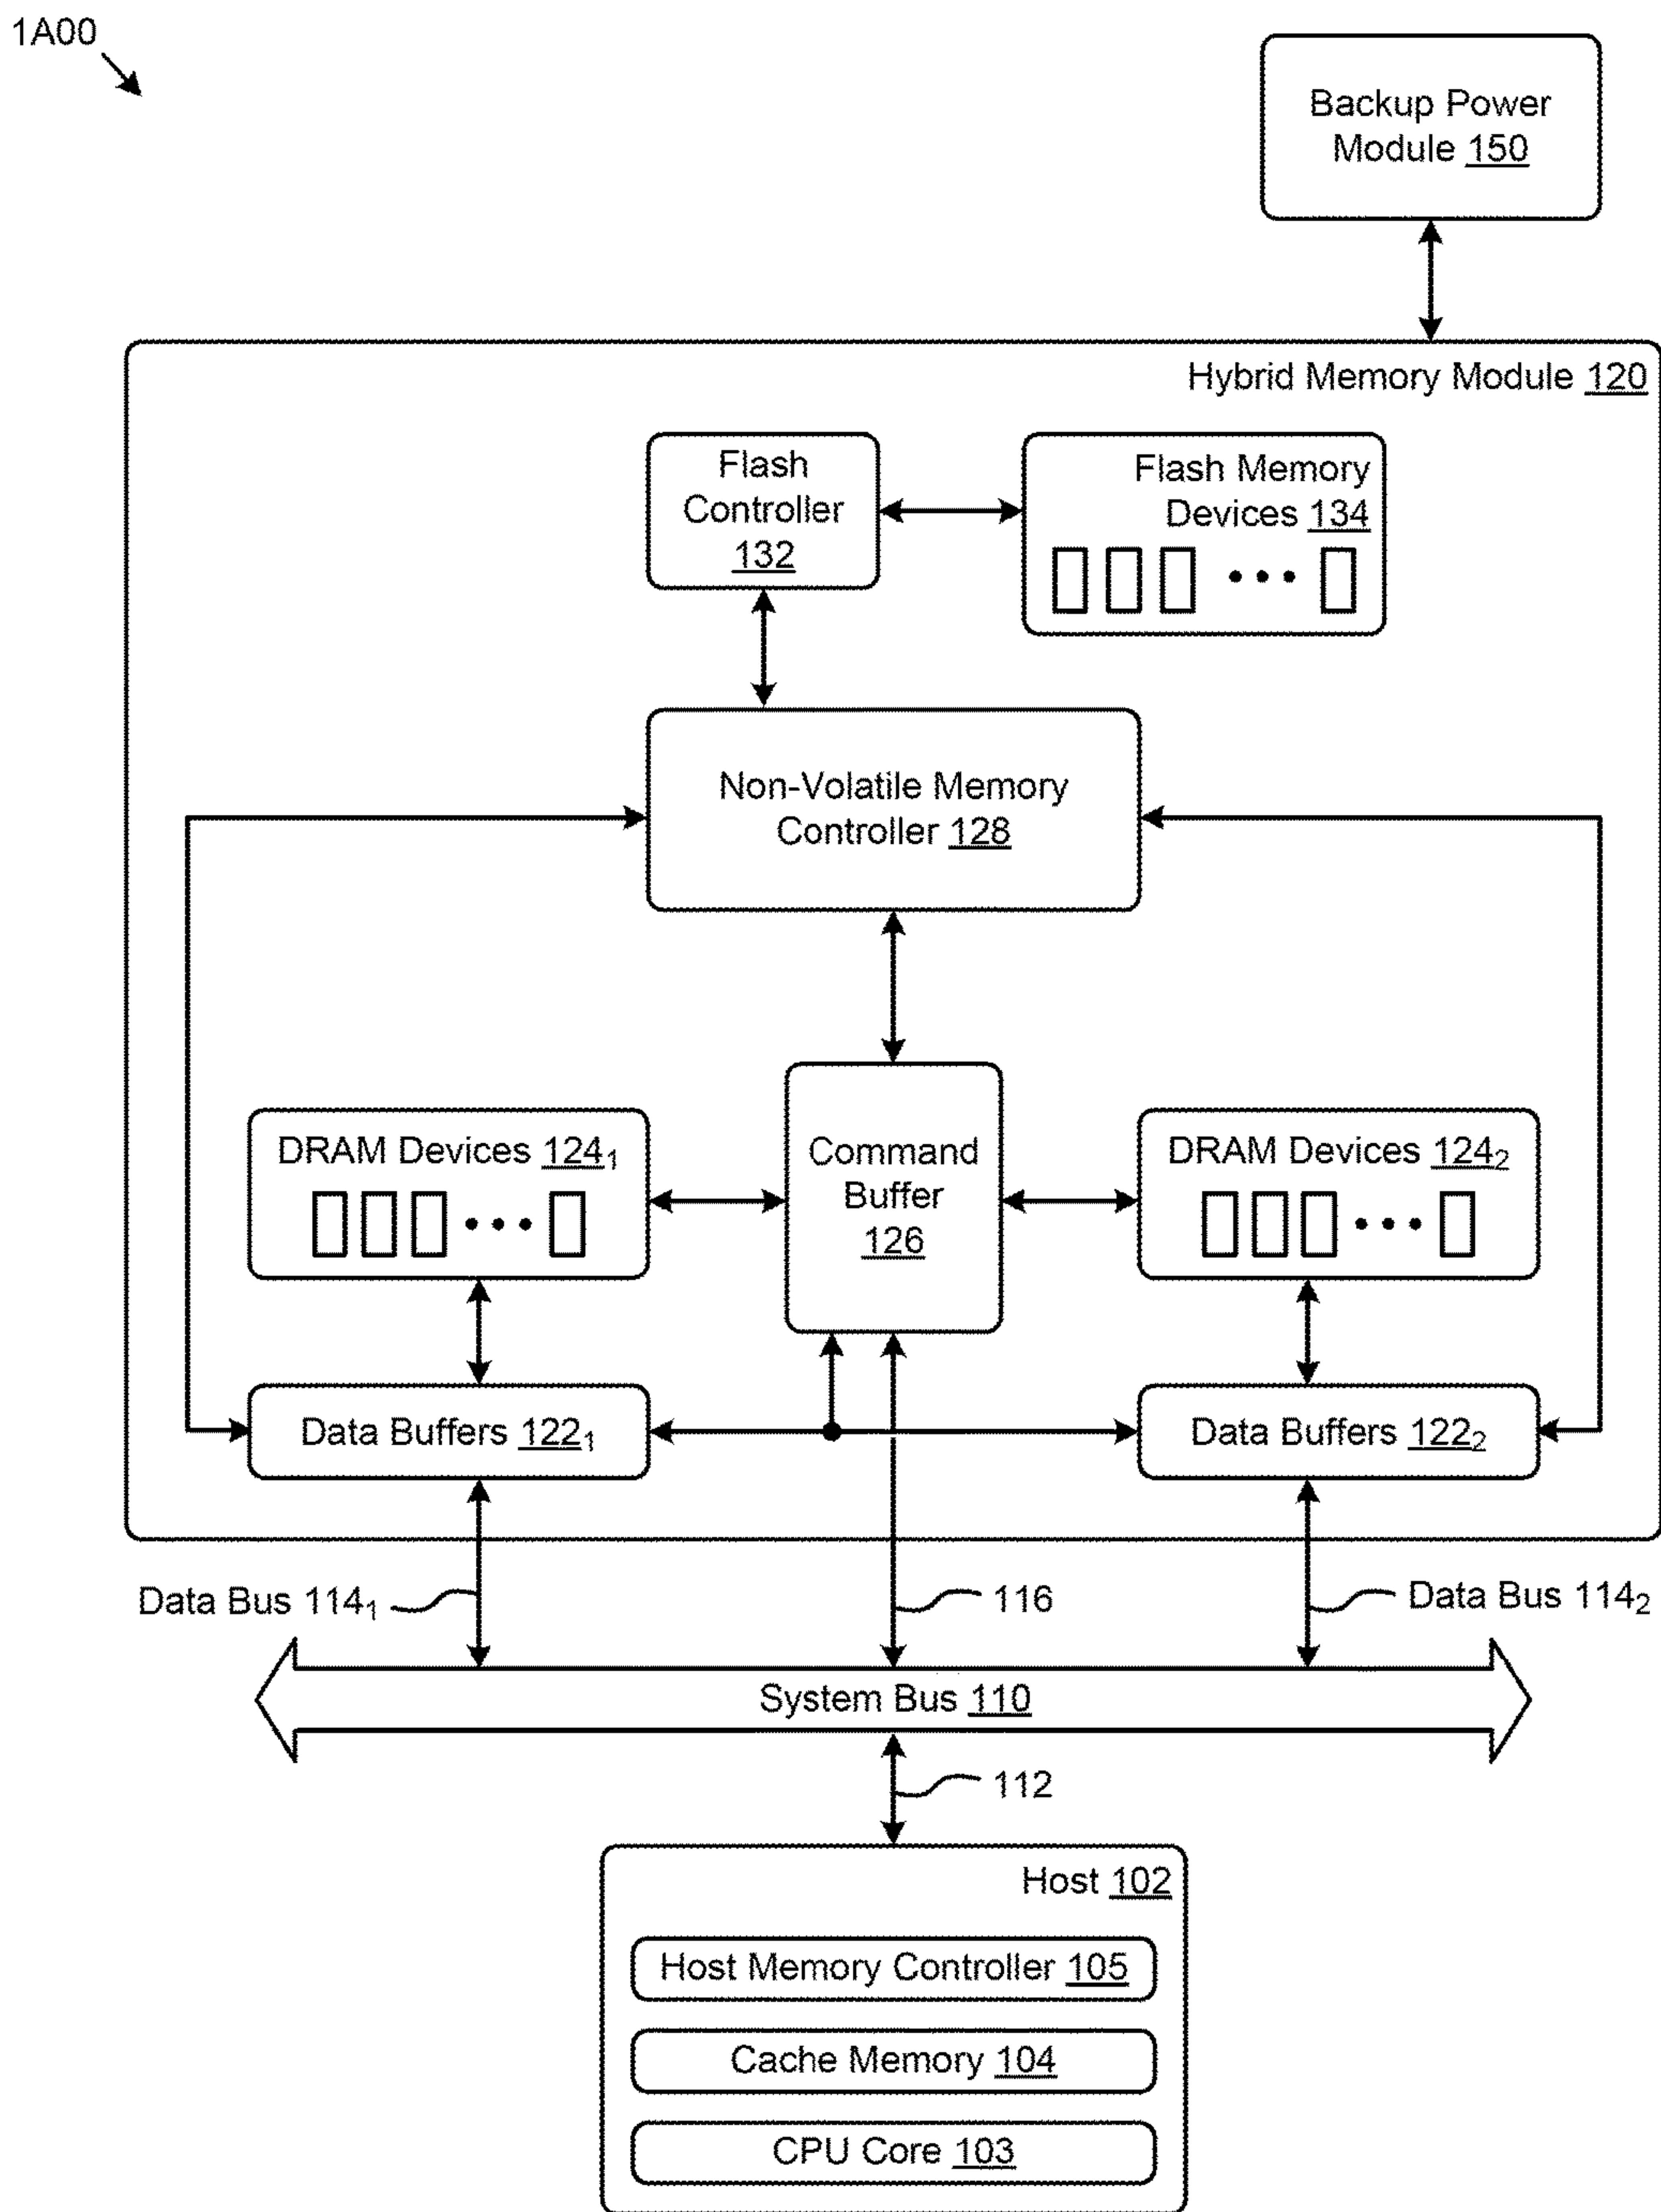 1A00
Backup Power
Module 150
Hybrid Memory Module 120
Flash
Controller
132
Flash Memory
Devices 134
Non-Volatile Memory
Controller 128
DRAM Devices 124₁
Command
Buffer
126
DRAM Devices 124₂
Data Buffers 122₁
Data Buffers 122₂
Data Bus 114₁
116
Data Bus 114₂
System Bus 110
112
Host 102
Host Memory Controller 105
Cache Memory 104
CPU Core 103